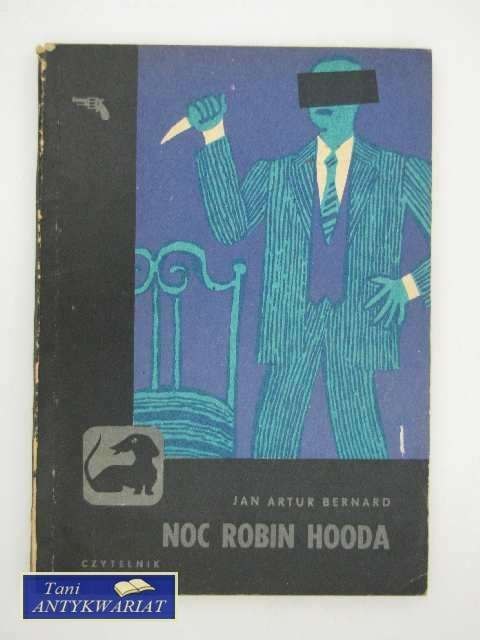 JAN ARTUR BERNARD
NOC ROBIN HOODA
CZYTELNIK
Tani
ANTYKWARIAT